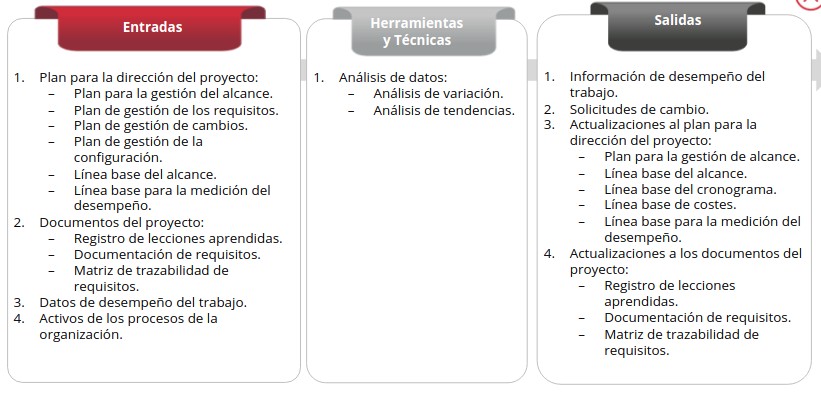 Entradas
1. Plan para la dirección del proyecto:
– Plan para la gestión del alcance.
– Plan de gestión de los requisitos.
– Plan de gestión de cambios.
– Plan de gestión de la
configuración.
– Línea base del alcance.
– Línea base para la medición del
desempeño.
2. Documentos del proyecto:
– Registro de lecciones aprendidas.
– Documentación de requisitos.
– Matriz de trazabilidad de
requisitos.
3. Datos de desempeño del trabajo.
4. Activos de los procesos de la
organización.
Herramientas
y Técnicas
1. Análisis de datos:
– Análisis de variación.
– Análisis de tendencias.
Salidas
1. Información de desempeño del
trabajo.
2. Solicitudes de cambio.
3. Actualizaciones al plan para la
dirección del proyecto:
– Plan para la gestión de alcance.
– Línea base del alcance.
– Línea base del cronograma.
– Línea base de costes.
– Línea base para la medición del
desempeño.
4. Actualizaciones a los documentos del
proyecto:
– Registro de lecciones
aprendidas.
– Documentación de requisitos.
– Matriz de trazabilidad de
requisitos.